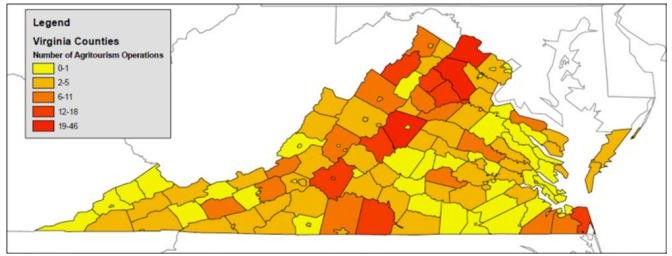 Legend
Virginia Counties
Number of Agritourism Operations
0-1
2-5
6-11
12-18
19-46